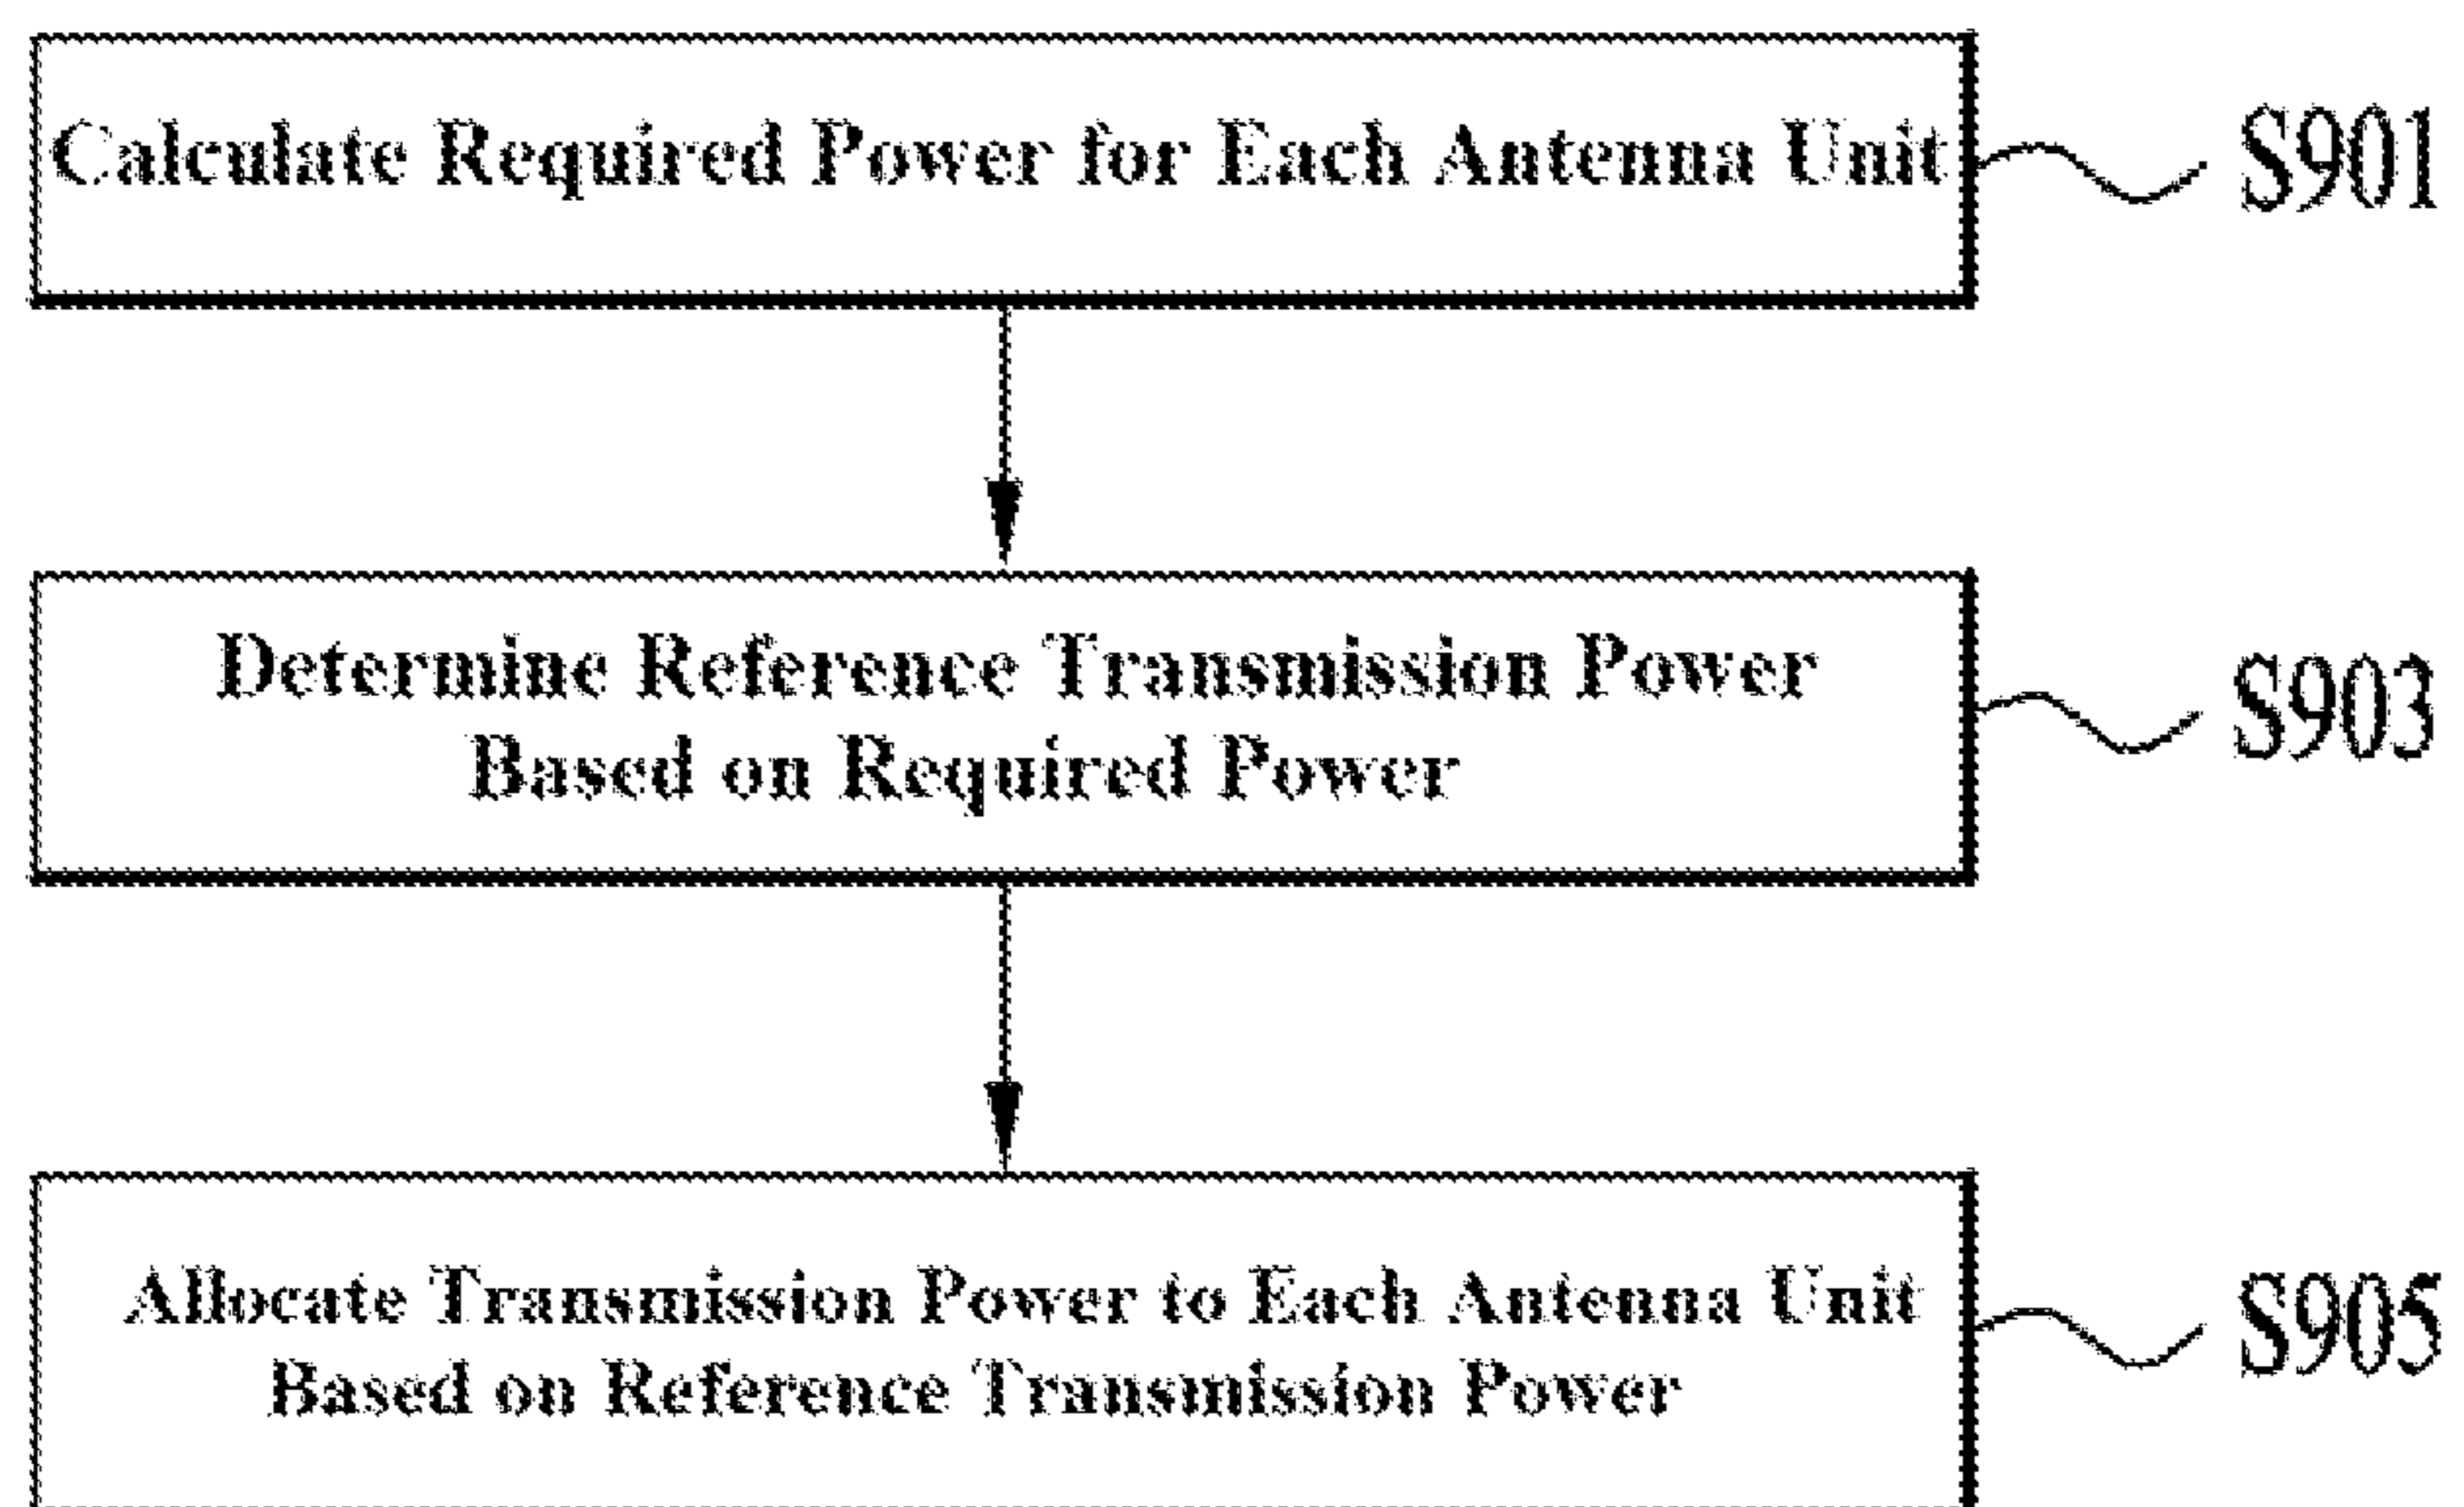 Calculate Required Power for Each Antenna Unit
S901
Determine Reference Transmission Power
Based on Required Power
S903
Allocate Transmission Power to Each Antenna Unit
Based on Reference Transmission Power
S905